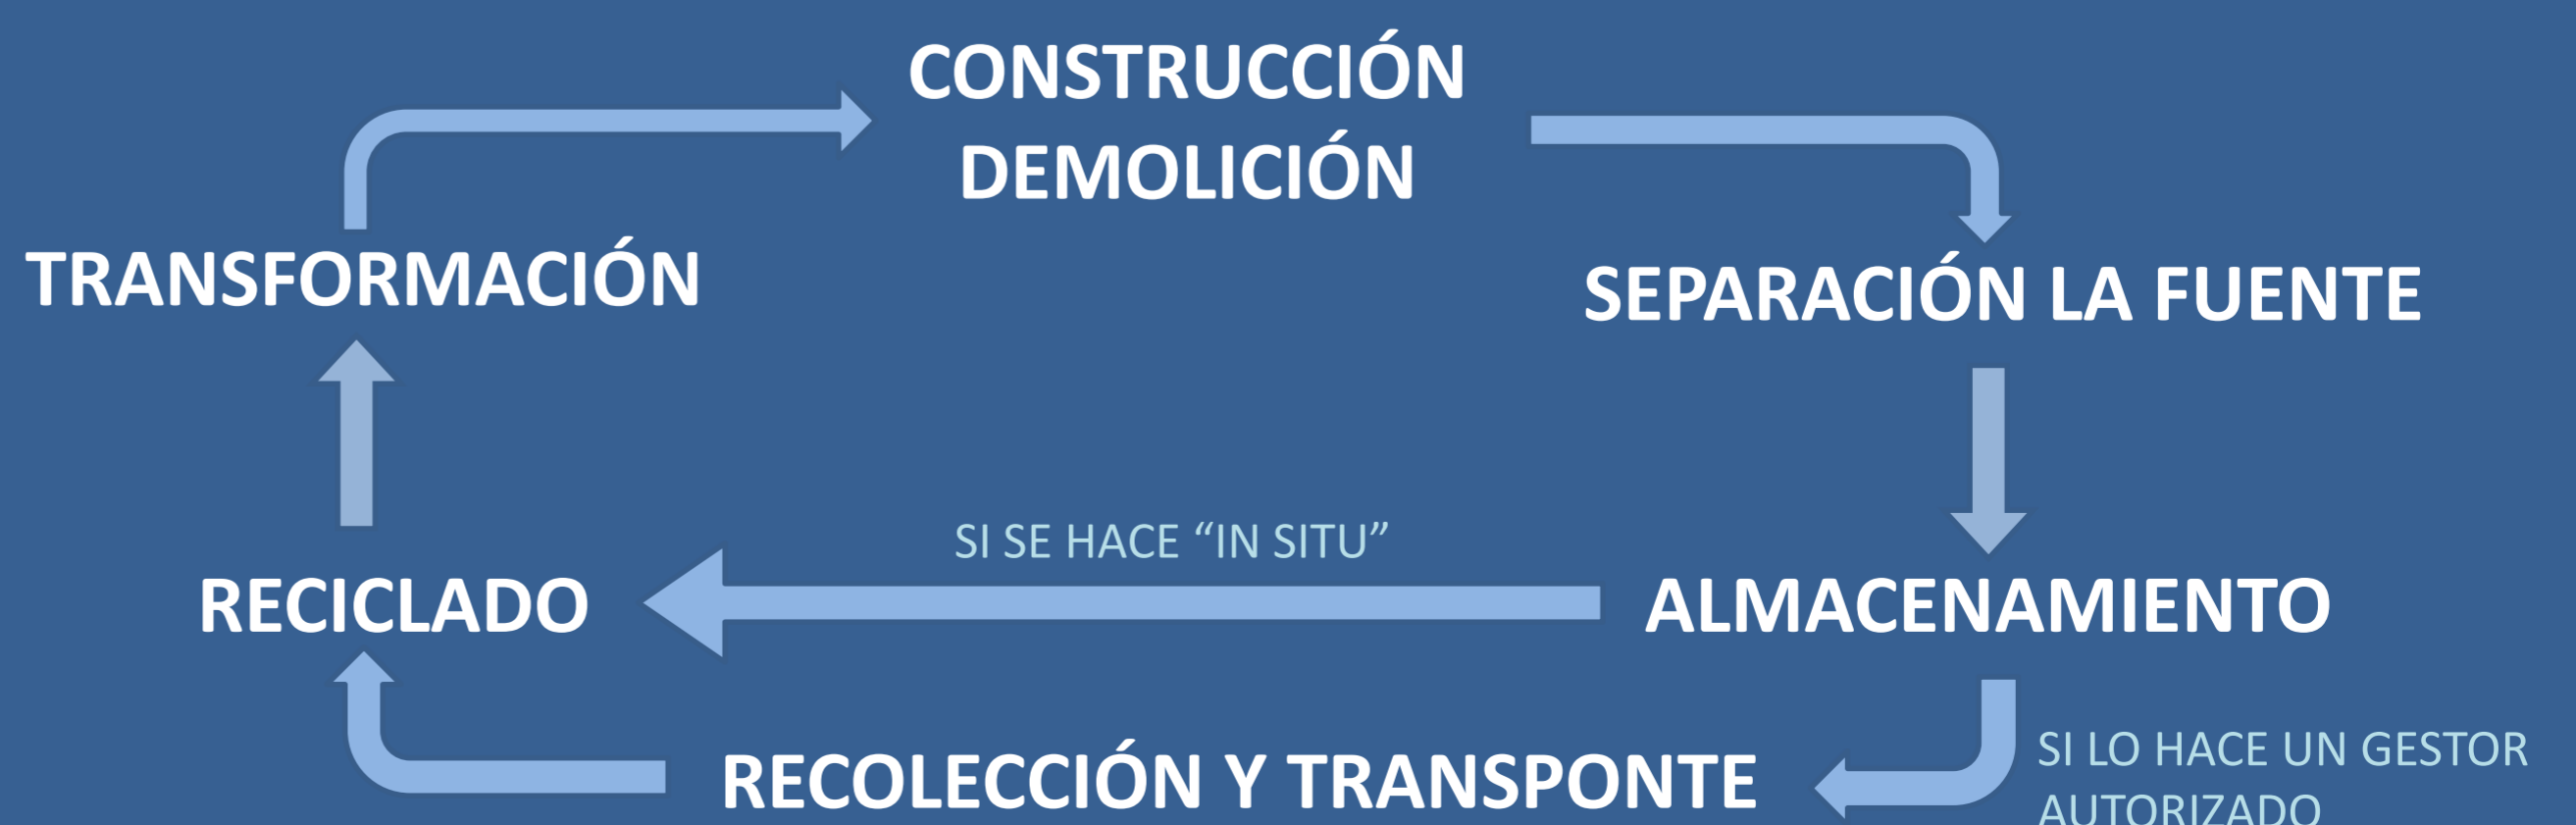 CONSTRUCCIÓN
DEMOLICIÓN
TRANSFORMACIÓN
SEPARACIÓN LA FUENTE
SI SE HACE “IN SITU”
RECICLADO
ALMACENAMIENTO
RECOLECCIÓN Y TRANSPONTE
SI LO HACE UN GESTOR
AUTORIZADO